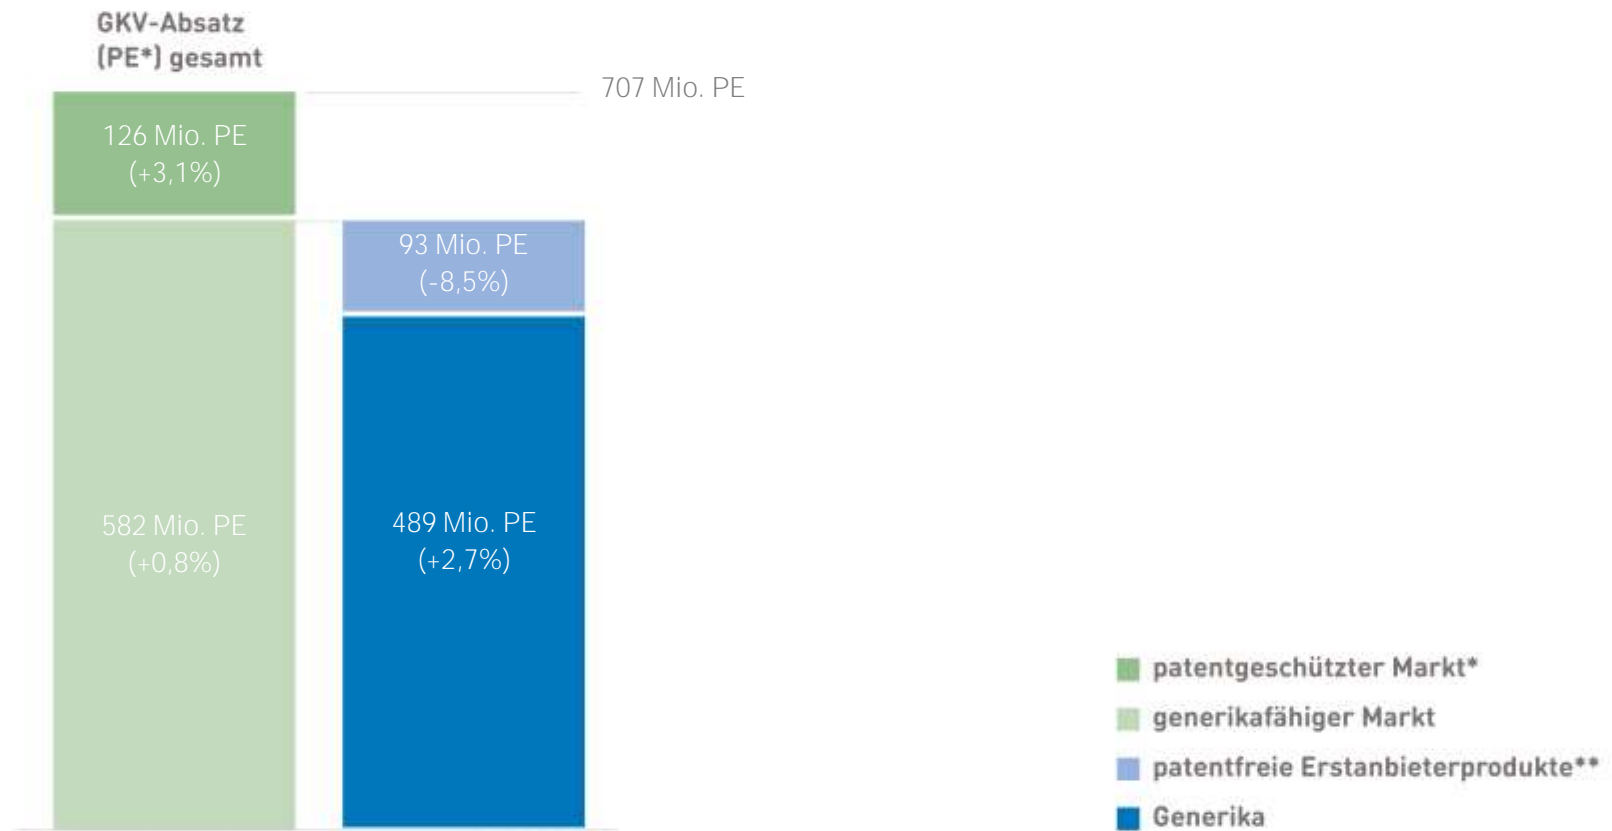 GKV-Absatz
(PE*) gesamt
707 Mio. PE
126 Mio. PE
(+3,1%)
93 Mio. PE
(-8,5%)
582 Mio. PE
(+0,8%)
489 Mio. PE
(+2,7%)
patentgeschützter Markt*
generikafähiger Markt
patentfreie Erstanbieterprodukte**
Generika